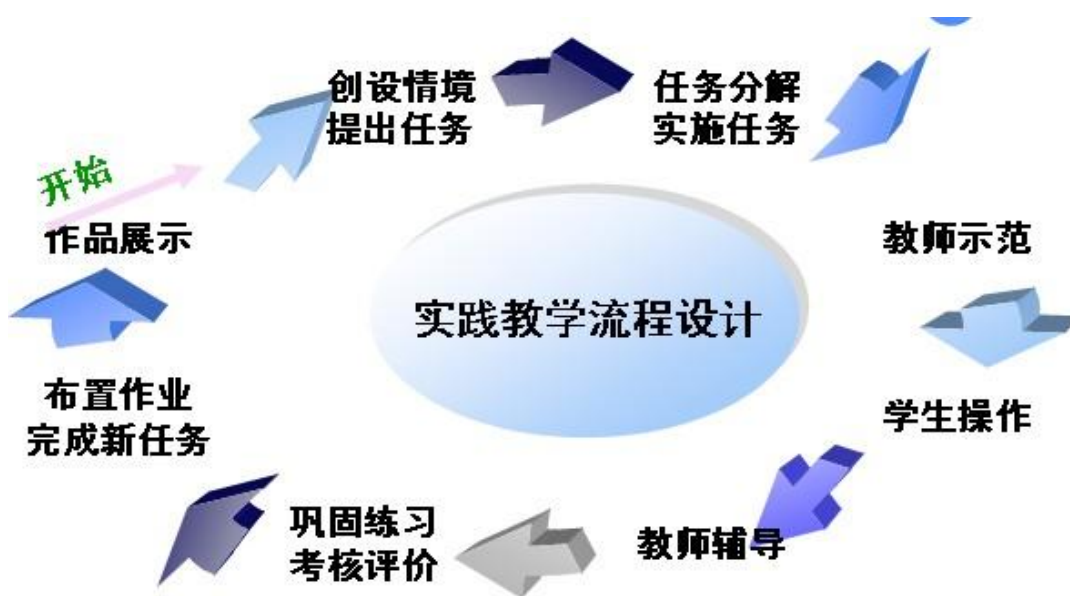 开始
作品展示
创设情境
提出任务
任务分解
实施任务
教师示范
学生操作
教师辅导
巩固练习
考核评价
布置作业
完成新任务
实践教学流程设计